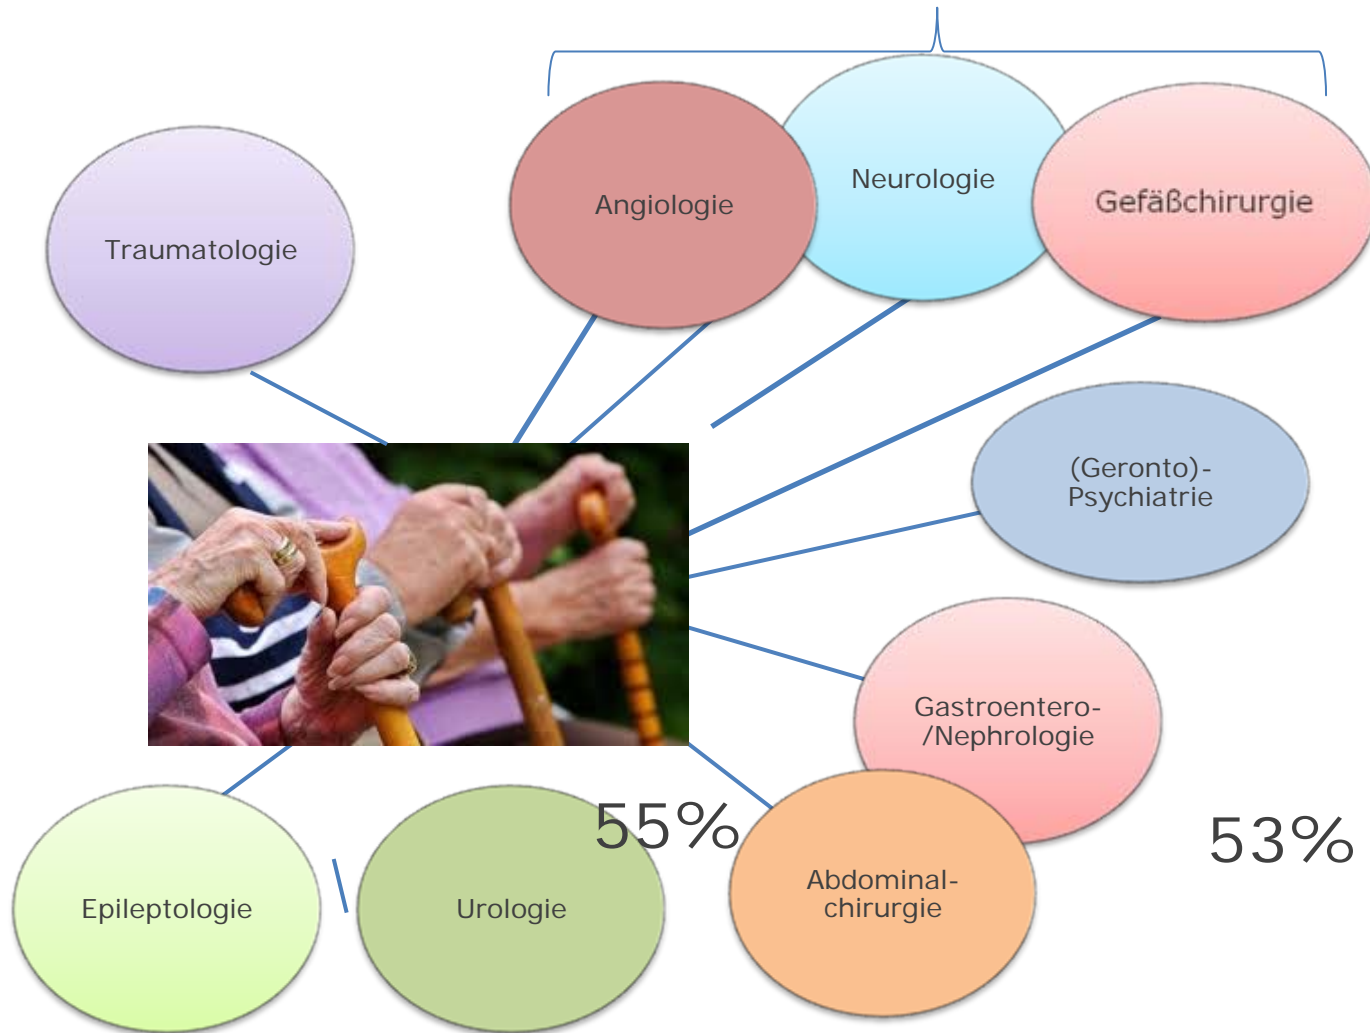 Neurologie
Angiologie
Gefäßchirurgie
Traumatologie
(Geronto)-
Psychiatrie
Gastroentero-
/Nephrologie
55%
53%
Abdominal-
chirurgie
Epileptologie
Urologie